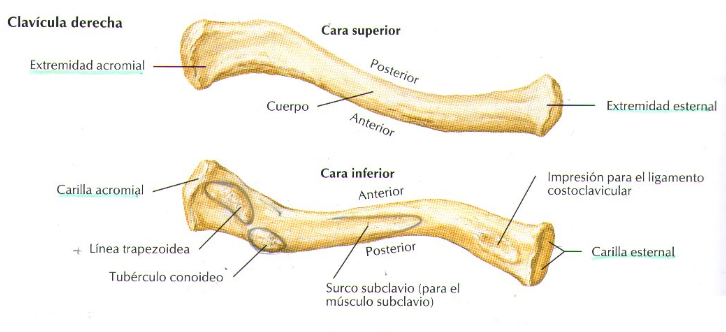 Clavícula derecha
Cara superior
Extremidad acromial
Posterior
Cuerpo
Anterior
Extremidad esternal
Cara inferior
Impresión para el ligamento
costoclavicular
Carilla acromial
Anterior
+ Línea trapezoidea
Posterior
Carilla esternal
Tubérculo conoideo
Surco subclavio (para el
músculo subclavio)